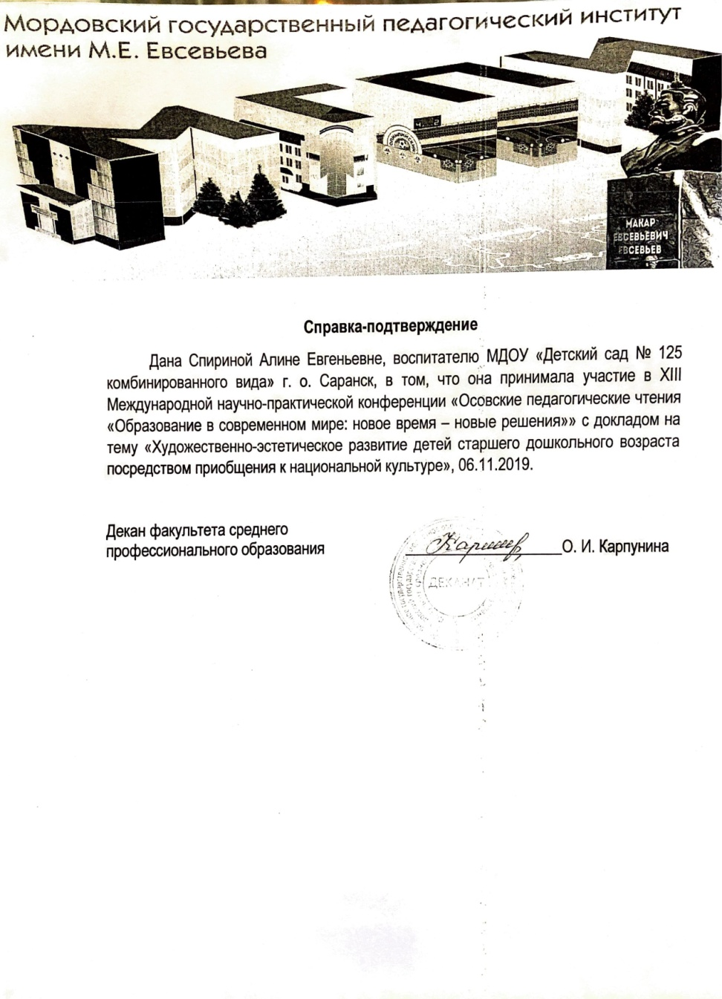 Мордовский государственный педагогический институт
имени М.Е. Евсевьева
МАКАР
ЕВСЕВЬЕВИЧ
ЕВСЕВЬЕВ
Справка-подтверждение
Дана Спириной Алине Евгеньевне, воспитателю МДОУ «Детский сад № 125
комбинированного вида» г. о. Саранск, в том, что она принимала участие в XIII
Международной научно-практической конференции «Осовские педагогические чтения
«Образование в современном мире: новое время – новые решения»» с докладом на
тему «Художественно-эстетическое развитие детей старшего дошкольного возраста
посредством приобщения к национальной культуре», 06.11.2019.
Декан факультета среднего
профессионального образования
О. И. Карпунина
ДЕКАНАТ